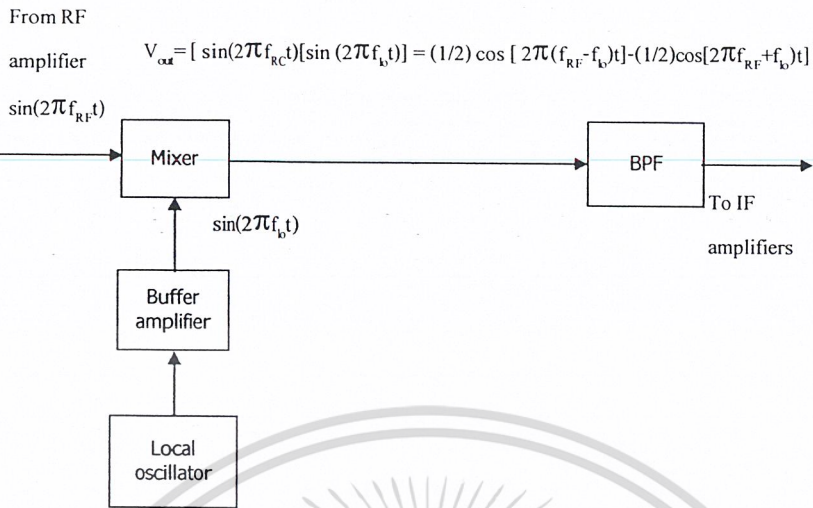 From RF
amplifier
V_out=[ sin(2πf_RC t)[sin (2πf_lo t)] = (1/2) cos [ 2π(f_RF-f_lo)t]-(1/2)cos[2πf_RF+f_lo)t]
sin(2πf_RF t)
Mixer
BPF
sin(2πf_lo t)
To IF
amplifiers
Buffer
amplifier
Local
oscillator